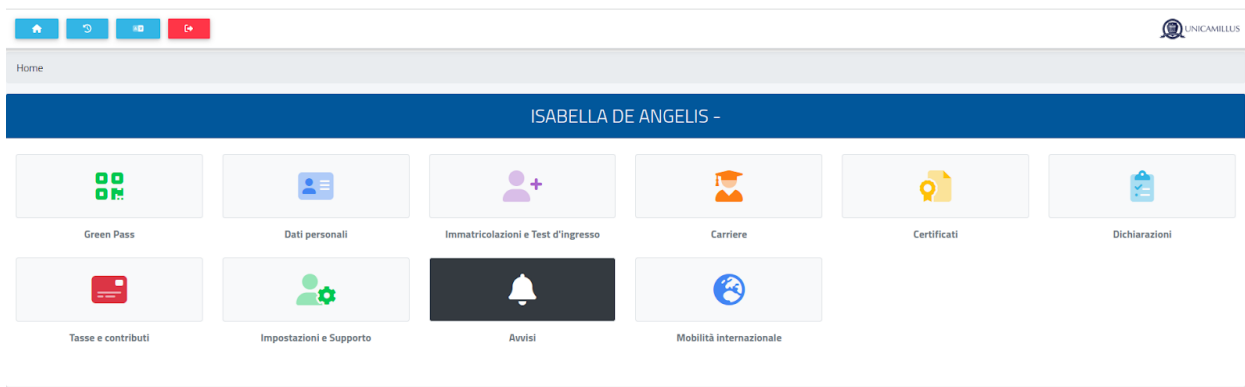 UNICAMILLUS
Home
ISABELLA DE ANGELIS -
Green Pass
Dati personali
Immatricolazioni e Test d'ingresso
Carriere
Certificati
Dichiarazioni
Tasse e contributi
Impostazioni e Supporto
Avvisi
Mobilità internazionale